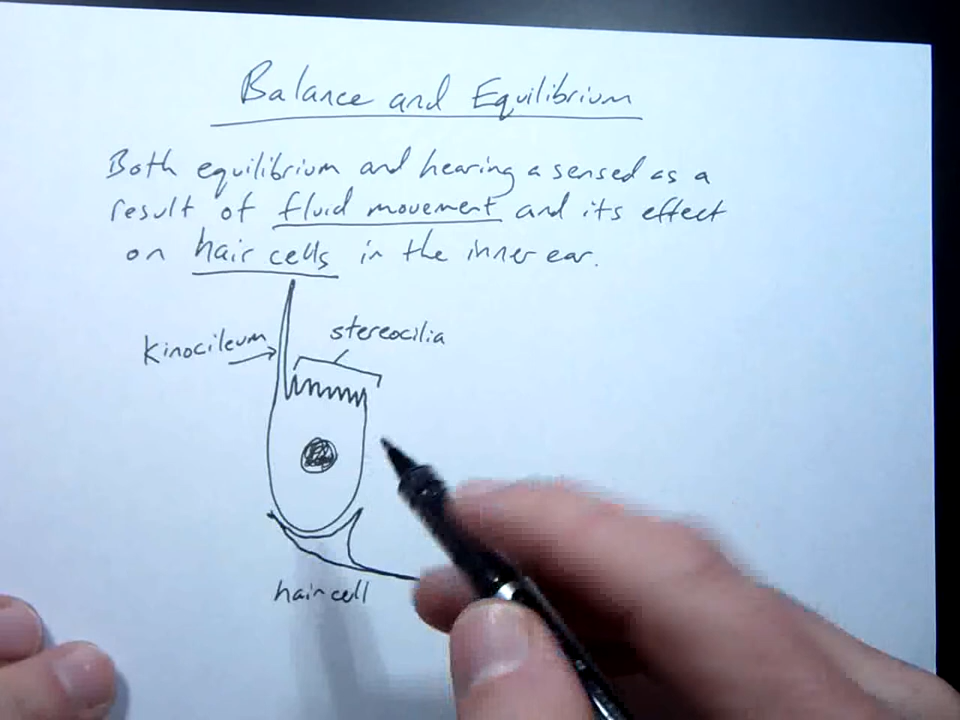 Balance and Equilibrium
Both equilibrium and hearing a sensed as a
result of fluid movement and its effect
on hair cells in the inner ear.
stereocilia
Kinocileum
hair cell